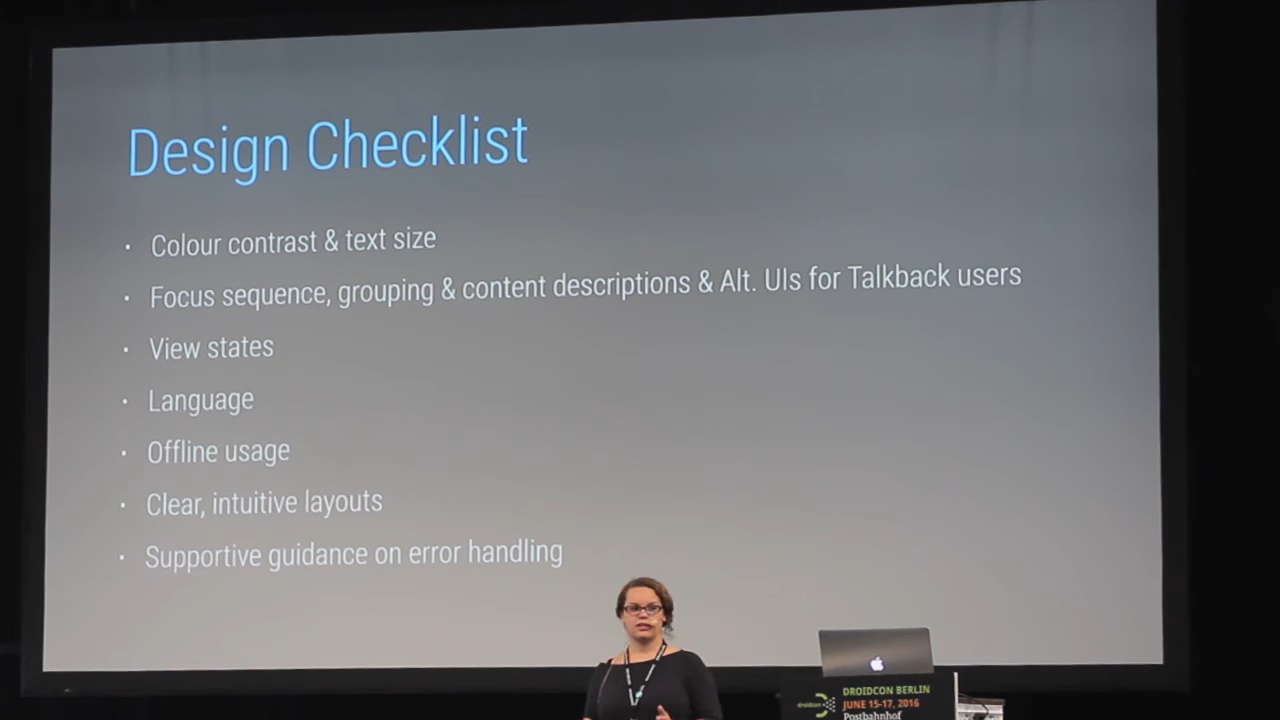 Design Checklist
• Colour contrast & text size
• Focus sequence, grouping & content descriptions & Alt. UIs for Talkback users
• View states
• Language
• Offline usage
• Clear, intuitive layouts
• Supportive guidance on error handling
droidcon
DROIDCON BERLIN
JUNE 15-17, 2016
Postbahnhof